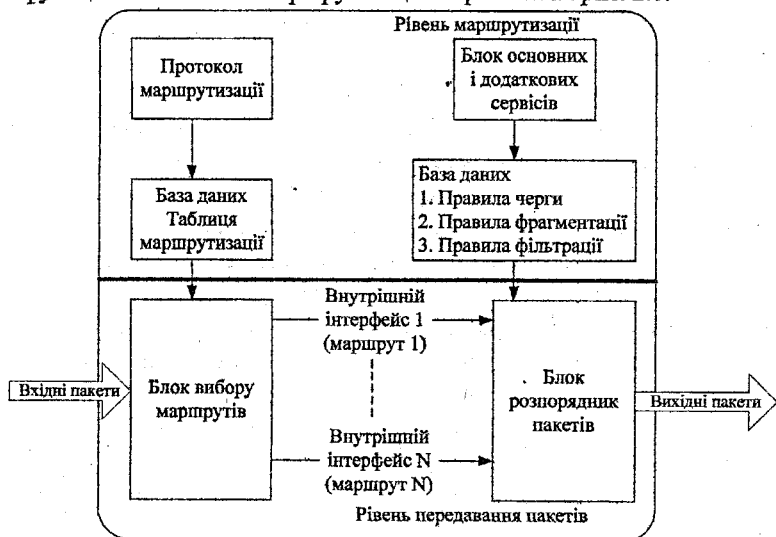 Рівень маршрутизації
Протокол
маршрутизації
Блок основних
і додаткових
сервісів
База даних
Таблиця
маршрутизації
База даних
1. Правила черги
2. Правила фрагментації
3. Правила фільтрації
Вхідні пакети
Блок вибору
маршрутів
Внутрішній
інтерфейс 1
(маршрут 1)
Внутрішній
інтерфейс N
(маршрут N)
Блок
розпорядник
пакетів
Вихідні пакети
Рівень передавання пакетів